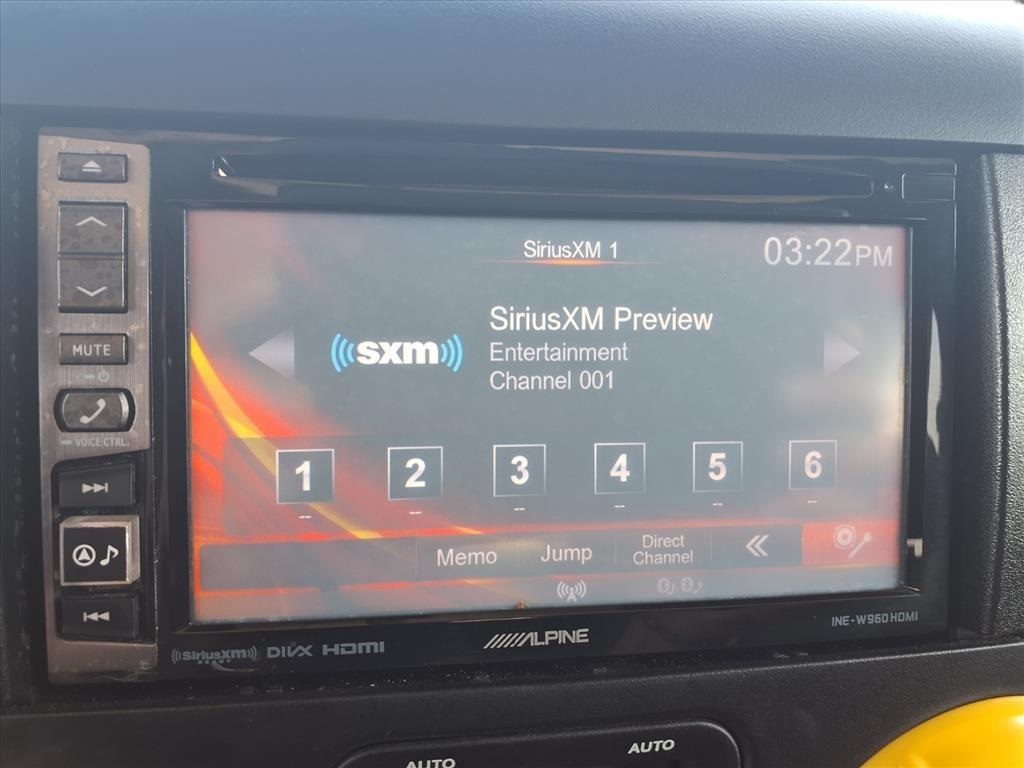 SiriusXM 1
03:22PM
SiriusXM Preview
sxm
Entertainment
Channel 001
MUTE
VOICE CTRL.
1 2 3 4 5 6
-- -- -- -- -- --
Memo
Jump
Direct
Channel
SiriusXM
READY
DIVX HDMI
ALPINE
INE-W960HDMI
AUTO
AUTO